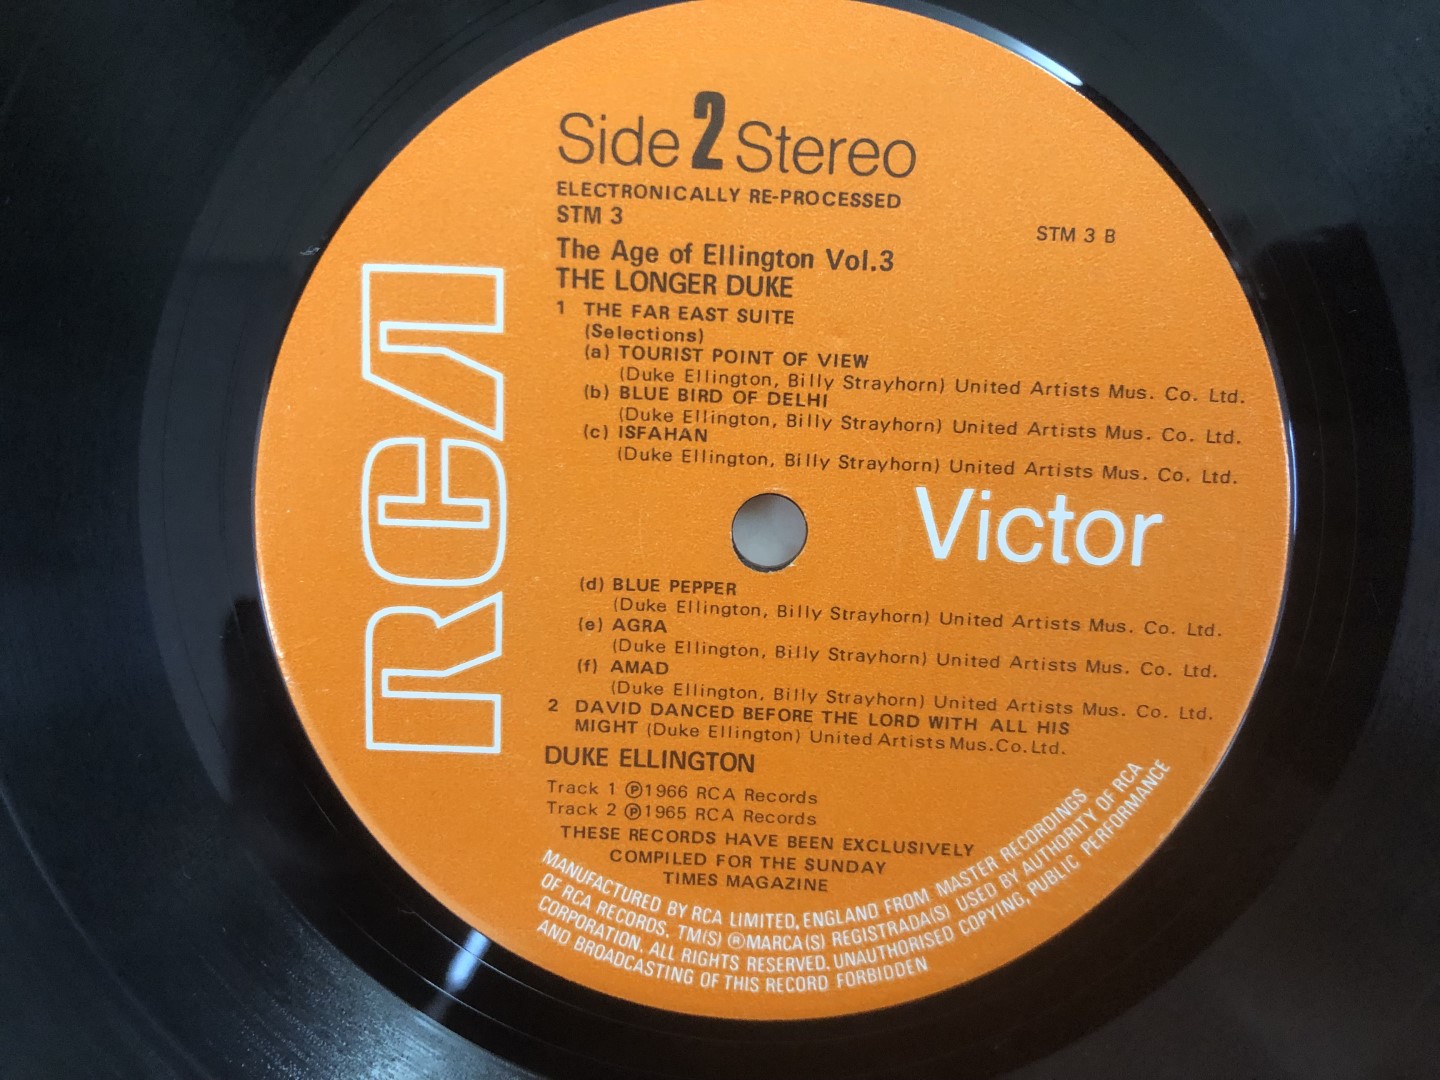 Side 2 Stereo
ELECTRONICALLY RE-PROCESSED
STM 3
STM 3 B
The Age of Ellington Vol.3
THE LONGER DUKE
1 THE FAR EAST SUITE
(Selections)
(a) TOURIST POINT OF VIEW
(Duke Ellington, Billy Strayhorn) United Artists Mus. Co. Ltd.
(b) BLUE BIRD OF DELHI
(Duke Ellington, Billy Strayhorn) United Artists Mus. Co. Ltd.
(c) ISFAHAN
(Duke Ellington, Billy Strayhorn) United Artists Mus. Co. Ltd.
RCA
Victor
(d) BLUE PEPPER
(Duke Ellington, Billy Strayhorn) United Artists Mus. Co. Ltd.
(e) AGRA
(Duke Ellington, Billy Strayhorn) United Artists Mus. Co. Ltd.
(f) AMAD
(Duke Ellington, Billy Strayhorn) United Artists Mus. Co. Ltd.
2 DAVID DANCED BEFORE THE LORD WITH ALL HIS
MIGHT (Duke Ellington) United Artists Mus.Co.Ltd.
DUKE ELLINGTON
Track 1 ℗1966 RCA Records
Track 2 ℗1965 RCA Records
THESE RECORDS HAVE BEEN EXCLUSIVELY
COMPILED FOR THE SUNDAY
TIMES MAGAZINE
MANUFACTURED BY RCA LIMITED, ENGLAND FROM MASTER RECORDINGS
OF RCA RECORDS. TM(S) ®MARCA(S) REGISTRADA(S) USED BY AUTHORITY OF RCA
CORPORATION. ALL RIGHTS RESERVED. UNAUTHORISED COPYING, PUBLIC PERFORMANCE
AND BROADCASTING OF THIS RECORD FORBIDDEN